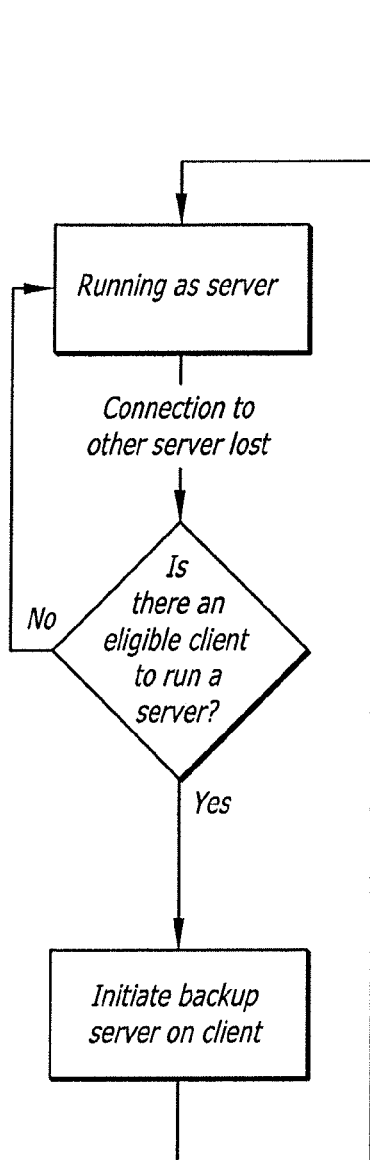 Running as server
Connection to
other server lost
Is
there an
eligible client
to run a
server?
No
Yes
Initiate backup
server on client